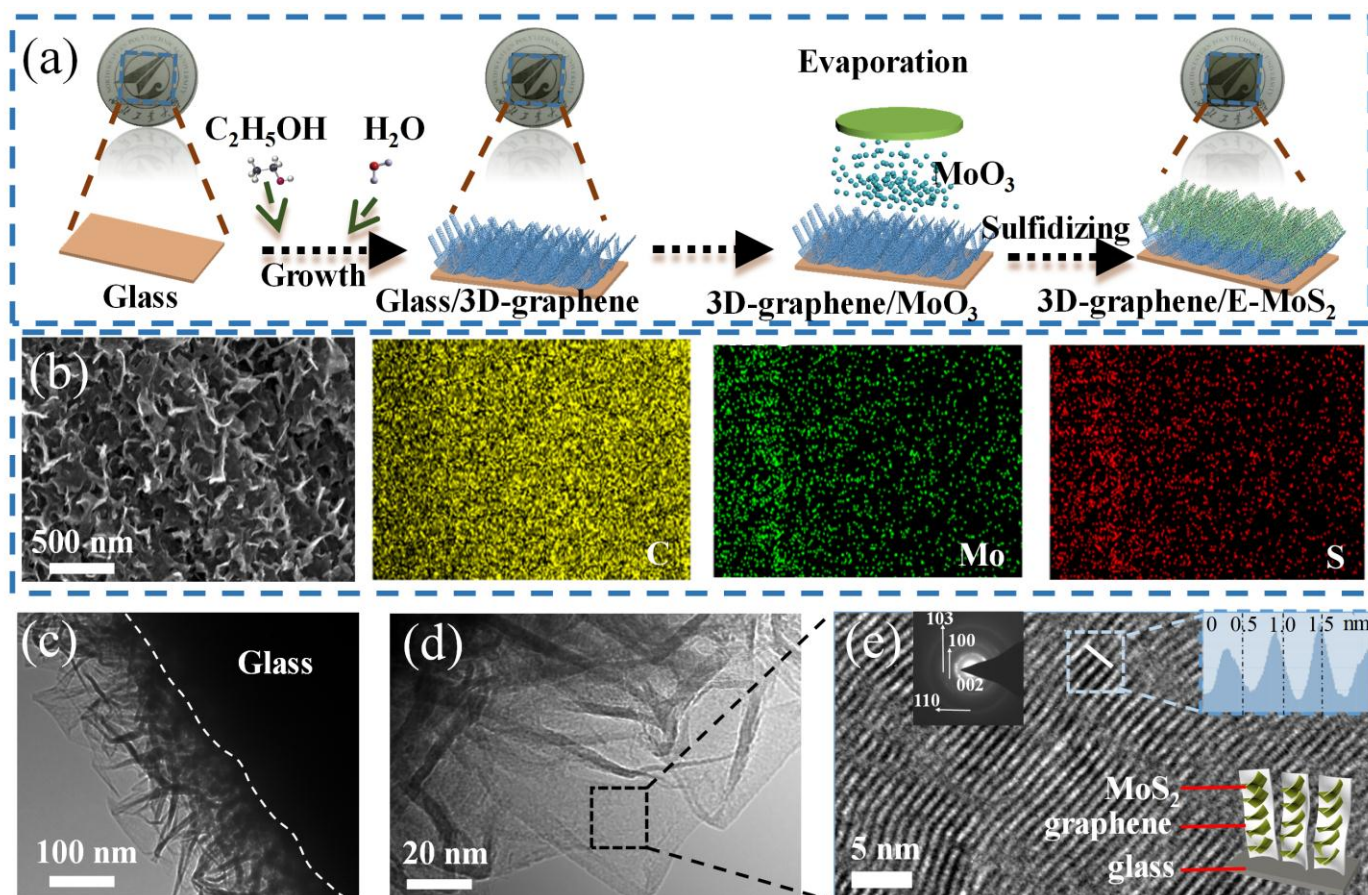 (a)
Evaporation
C₂H₅OH
H₂O
MoO₃
Sulfidizing
Growth
Glass
Glass/3D-graphene
3D-graphene/MoO₃
3D-graphene/E-MoS₂
(b)
500 nm
C
Mo
S
(c)
Glass
100 nm
(d)
20 nm
(e)
103
100
002
110
0 0.5 1.0 1.5 nm
MoS₂
graphene
glass
5 nm